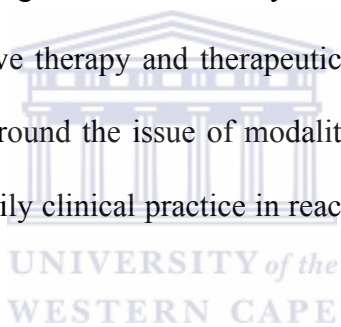 ve therapy and therapeutic
round the issue of modalit
ily clinical practice in reac
UNIVERSITY of the
WESTERN CAPE